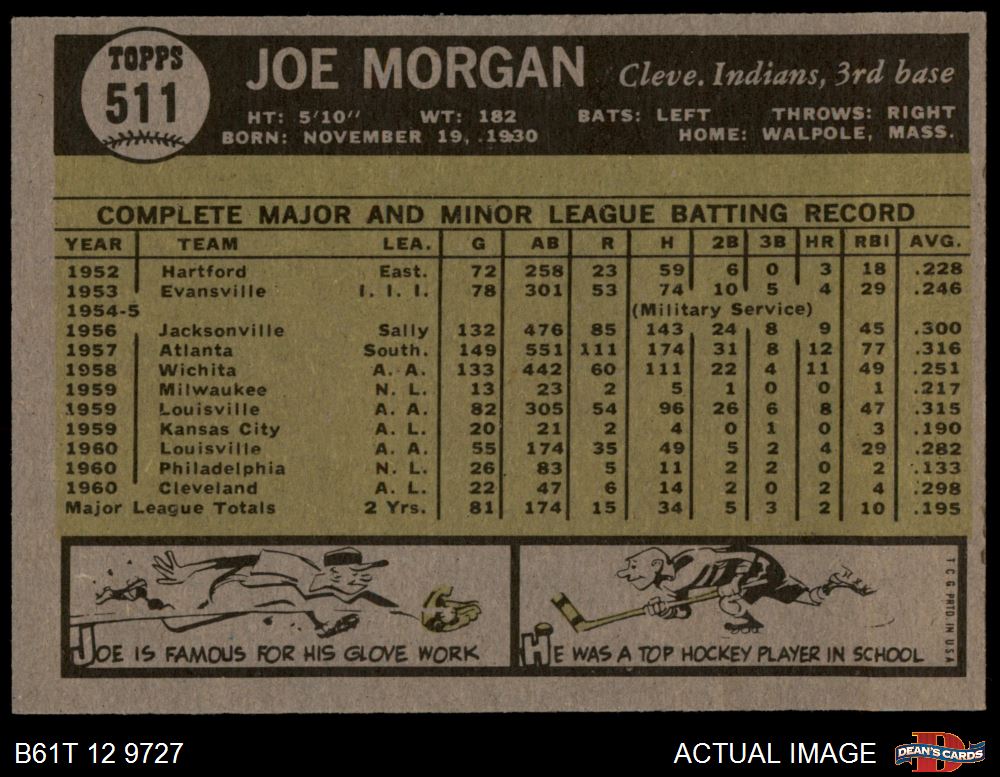 TOPPS
511
JOE MORGAN Cleve. Indians, 3rd base
HT: 5'10" WT: 182 BATS: LEFT THROWS: RIGHT
BORN: NOVEMBER 19, 1930 HOME: WALPOLE, MASS.
COMPLETE MAJOR AND MINOR LEAGUE BATTING RECORD
YEAR TEAM LEA. G AB R H 2B 3B HR RBI AVG.
1952 Hartford East. 72 258 23 59 6 0 3 18 .228
1953 Evansville I. I. I. 78 301 53 74 10 5 4 29 .246
1954-5 (Military Service)
1956 Jacksonville Sally 132 476 85 143 24 8 9 45 .300
1957 Atlanta South. 149 551 111 174 31 8 12 77 .316
1958 Wichita A. A. 133 442 60 111 22 4 11 49 .251
1959 Milwaukee N. L. 13 23 2 5 1 0 0 1 .217
1959 Louisville A. A. 82 305 54 96 26 6 8 47 .315
1959 Kansas City A. L. 20 21 2 4 0 1 0 3 .190
1960 Louisville A. A. 55 174 35 49 5 2 4 29 .282
1960 Philadelphia N. L. 26 83 5 11 2 2 0 2 .133
1960 Cleveland A. L. 22 47 6 14 2 0 2 4 .298
Major League Totals 2 Yrs. 81 174 15 34 5 3 2 10 .195
JOE IS FAMOUS FOR HIS GLOVE WORK
HE WAS A TOP HOCKEY PLAYER IN SCHOOL
T C G PRTD IN U S A
B61T 12 9727
ACTUAL IMAGE
D
DEAN'S CARDS